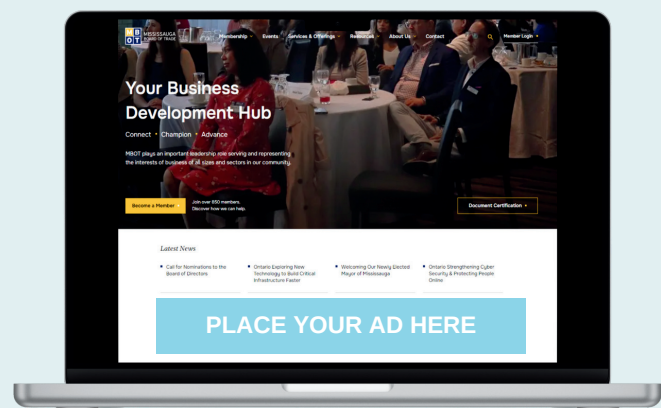 MB
OT
MISSISSAUGA
BOARD OF TRADE
Membership Events Services & Offerings Resources About Us Contact Member Login
Your Business
Development Hub
Connect • Champion • Advance
MBOT plays an important leadership role serving and representing
the interests of business of all sizes and sectors in our community.
Become a Member
Join over 850 members.
Discover how we can help.
Document Certification
Latest News
Call for Nominations to the
Board of Directors
Ontario Exploring New
Technology to Build Critical
Infrastructure Faster
Welcoming Our Newly Elected
Mayor of Mississauga
Ontario Strengthening Cyber
Security & Protecting People
Online
PLACE YOUR AD HERE